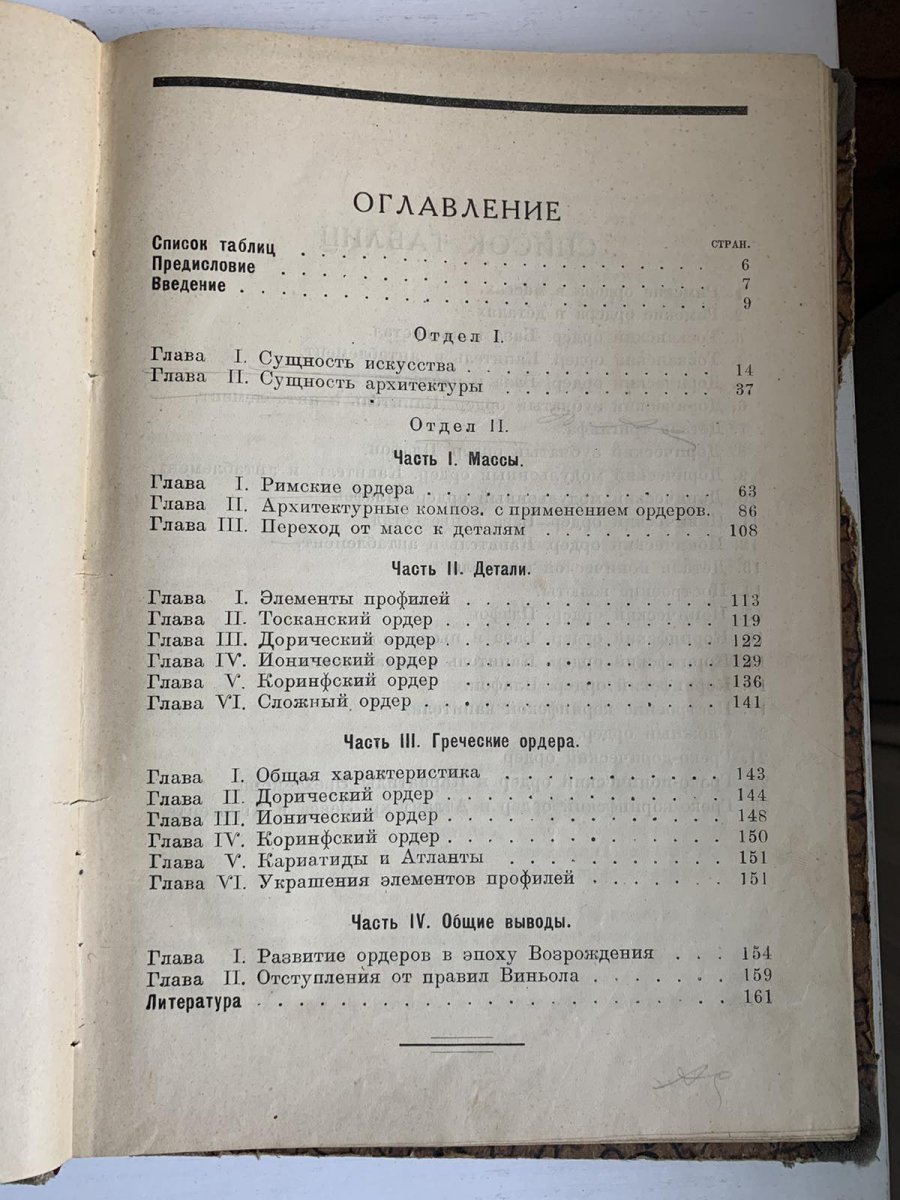 ОГЛАВЛЕНИЕ
СТРАН.
Список таблиц . . . . . . . . . . . . . . . . . . . . 6
Предисловие . . . . . . . . . . . . . . . . . . . . 7
Введение . . . . . . . . . . . . . . . . . . . . 9
Отдел I.
Глава I. Сущность искусства . . . . . . . . . . . . . 14
Глава II. Сущность архитектуры . . . . . . . . . . . . 37
Отдел II.
Часть I. Массы.
Глава I. Римские ордера . . . . . . . . . . . . . . 63
Глава II. Архитектурные композ. с применением ордеров. 86
Глава III. Переход от масс к деталям . . . . . . . . . 108
Часть II. Детали.
Глава I. Элементы профилей . . . . . . . . . . . . . 113
Глава II. Тосканский ордер . . . . . . . . . . . . . 119
Глава III. Дорический ордер . . . . . . . . . . . . . 122
Глава IV. Ионический ордер . . . . . . . . . . . . . 129
Глава V. Коринфский ордер . . . . . . . . . . . . . 136
Глава VI. Сложный ордер . . . . . . . . . . . . . . 141
Часть III. Греческие ордера.
Глава I. Общая характеристика . . . . . . . . . . . 143
Глава II. Дорический ордер . . . . . . . . . . . . . 144
Глава III. Ионический ордер . . . . . . . . . . . . . 148
Глава IV. Коринфский ордер . . . . . . . . . . . . . 150
Глава V. Кариатиды и Атланты . . . . . . . . . . . 151
Глава VI. Украшения элементов профилей . . . . . . . 151
Часть IV. Общие выводы.
Глава I. Развитие ордеров в эпоху Возрождения . . . 154
Глава II. Отступления от правил Виньола . . . . . . . 159
Литература . . . . . . . . . . . . . . . . . . . . 161